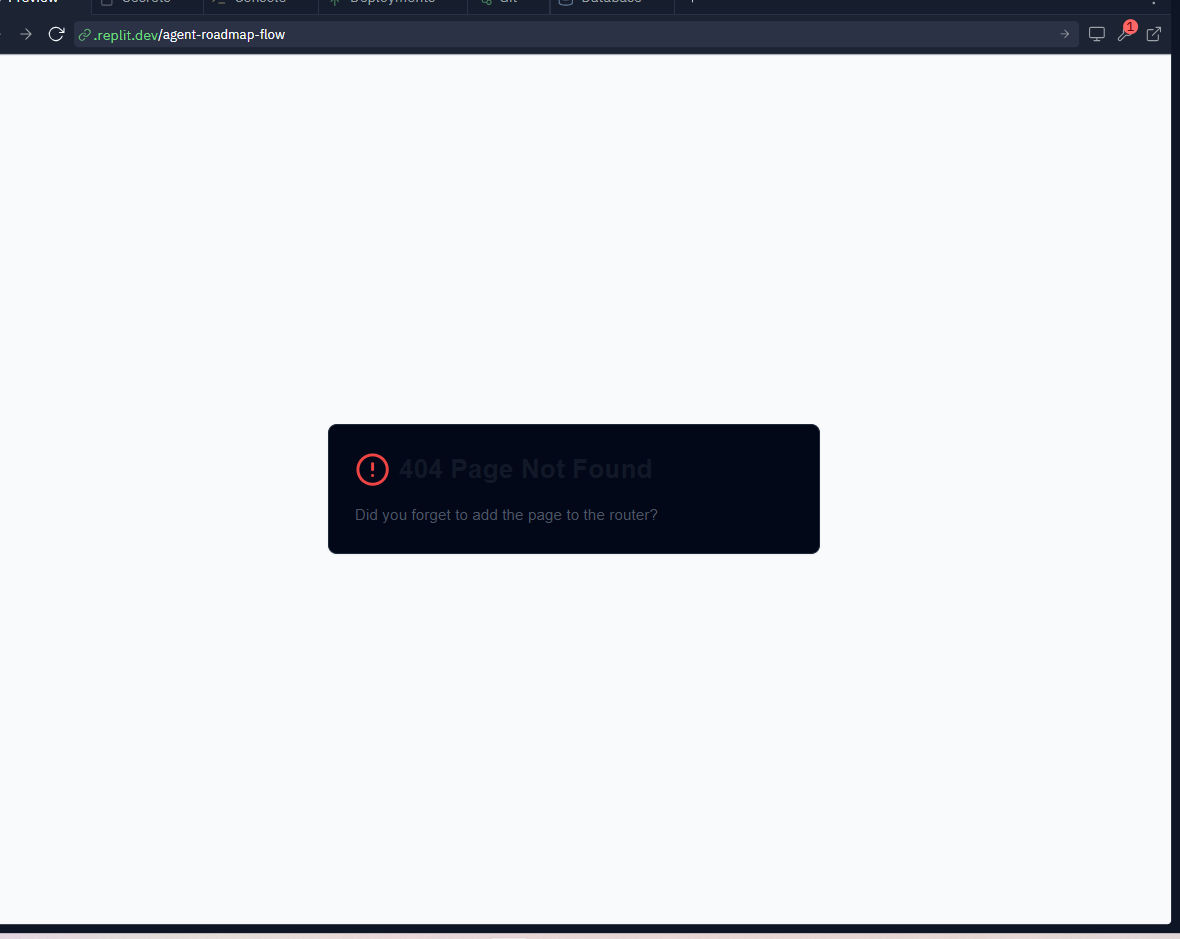 Preview Secrets Console Deployments Git Database
.replit.dev/agent-roadmap-flow
1
404 Page Not Found
Did you forget to add the page to the router?